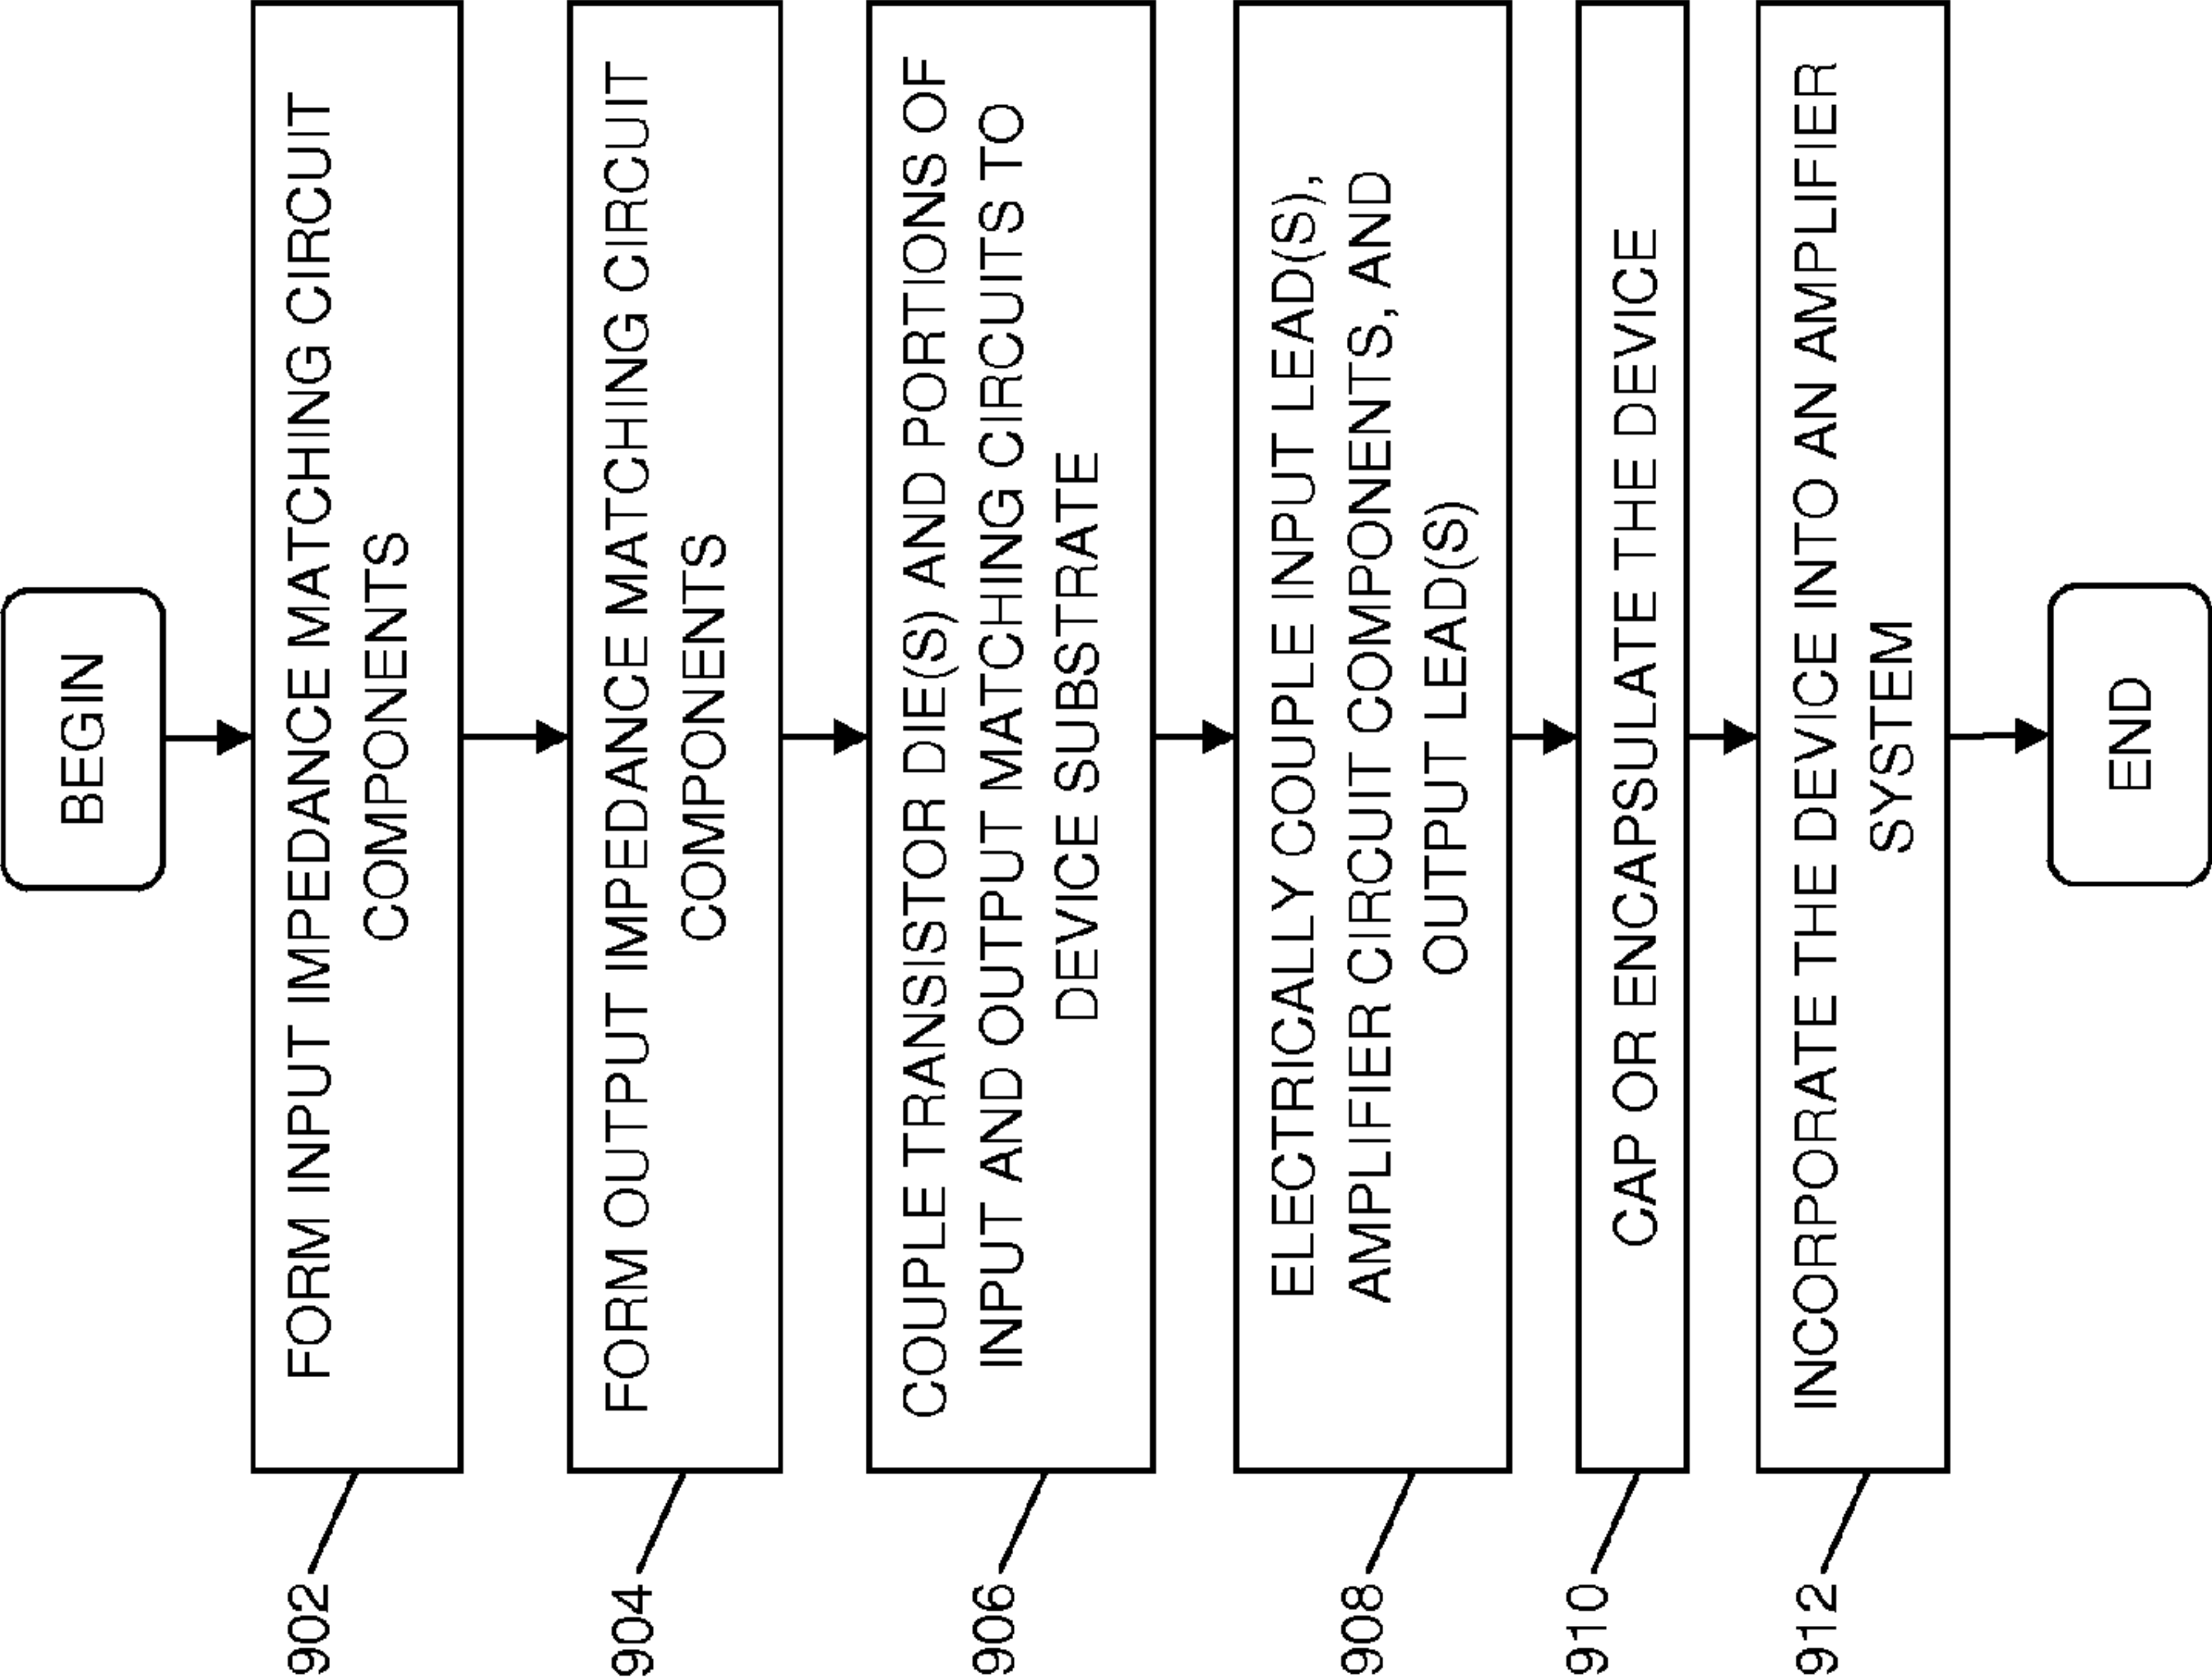 BEGIN
902
FORM INPUT IMPEDANCE MATCHING CIRCUIT
COMPONENTS
904
FORM OUTPUT IMPEDANCE MATCHING CIRCUIT
COMPONENTS
906
COUPLE TRANSISTOR DIE(S) AND PORTIONS OF
INPUT AND OUTPUT MATCHING CIRCUITS TO
DEVICE SUBSTRATE
908
ELECTRICALLY COUPLE INPUT LEAD(S),
AMPLIFIER CIRCUIT COMPONENTS, AND
OUTPUT LEAD(S)
910
CAP OR ENCAPSULATE THE DEVICE
912
INCORPORATE THE DEVICE INTO AN AMPLIFIER
SYSTEM
END